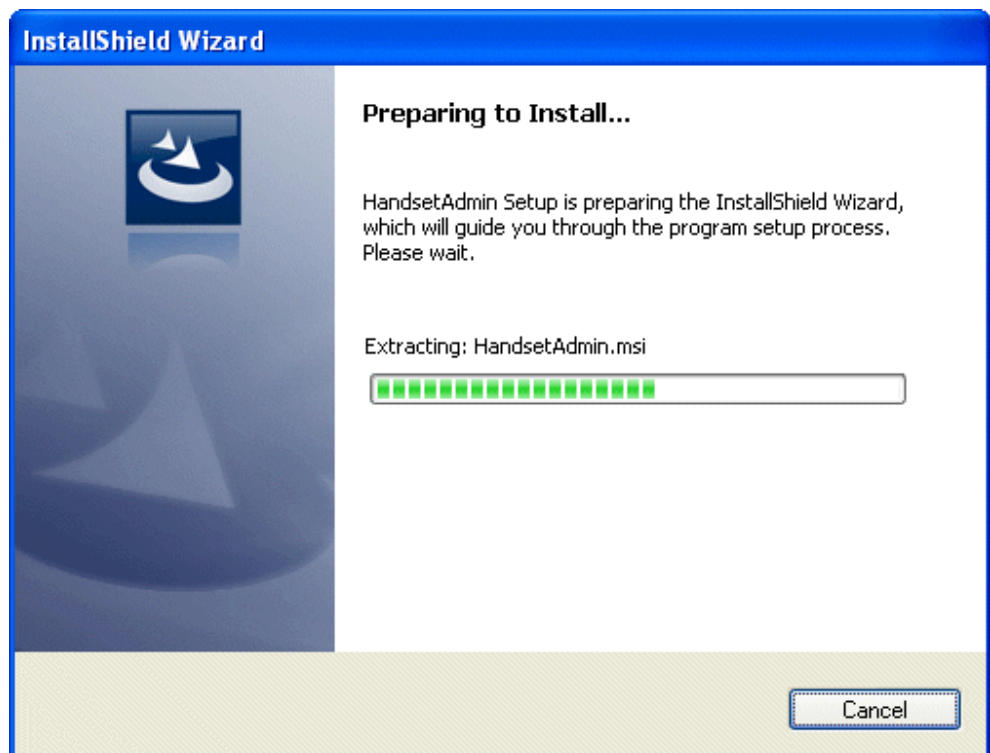 InstallShield Wizard
Preparing to Install...
HandsetAdmin Setup is preparing the InstallShield Wizard,
which will guide you through the program setup process.
Please wait.
Extracting: HandsetAdmin.msi
Cancel